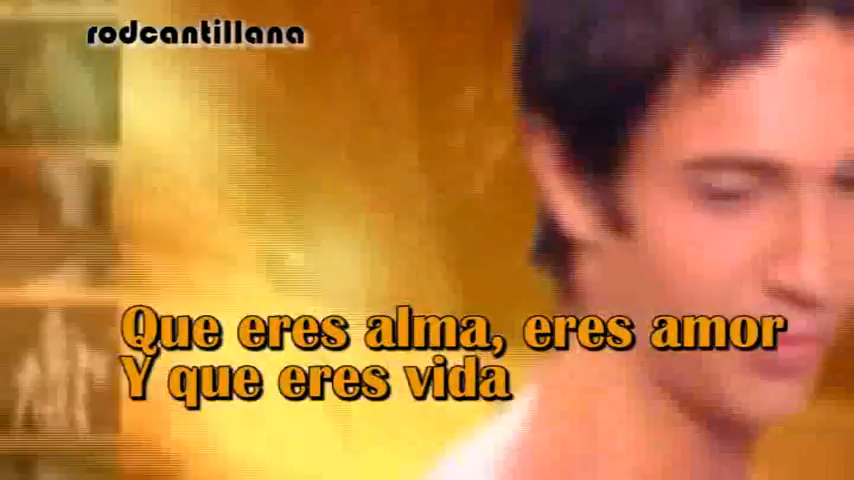 rodcantillana
Que eres alma, eres amor
Y que eres vida